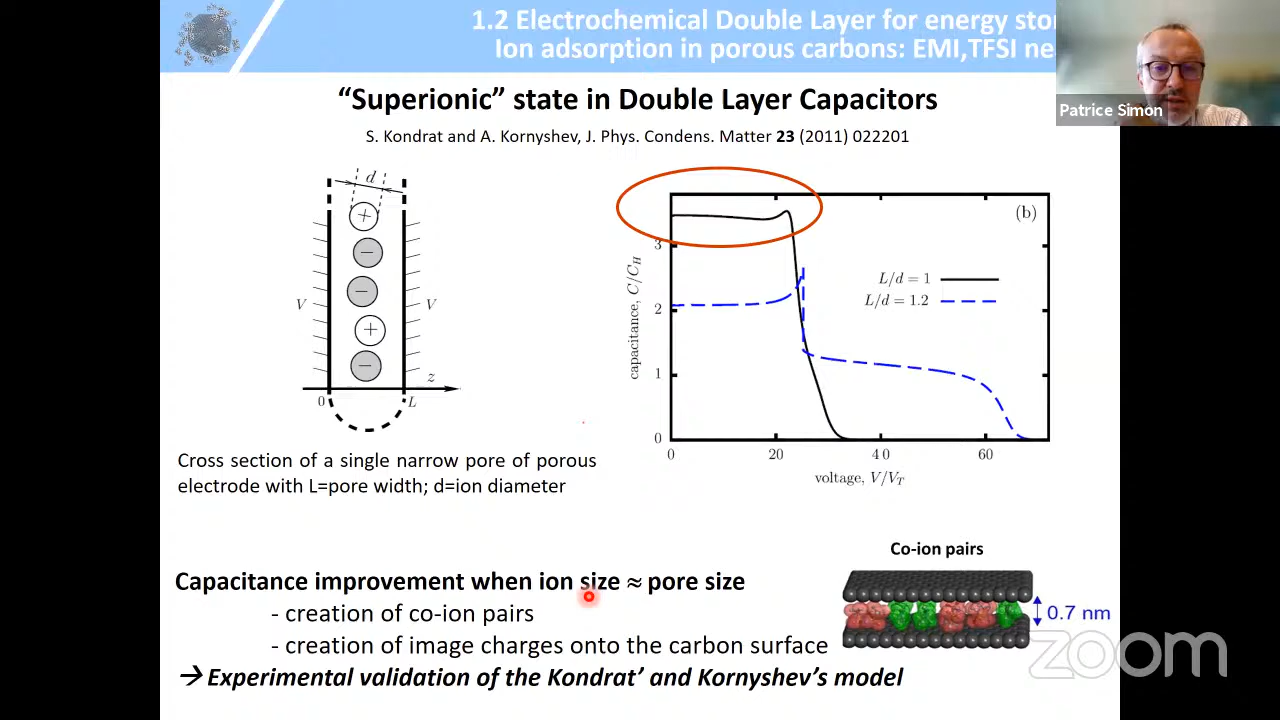 1.2 Electrochemical Double Layer for energy sto
Ion adsorption in porous carbons: EMI,TFSI ne
Patrice Simon
“Superionic” state in Double Layer Capacitors
S. Kondrat and A. Kornyshev, J. Phys. Condens. Matter 23 (2011) 022201
d
+
−
−
+
−
V
V
z
0
L
(b)
3
2
1
0
capacitance, C/C_H
L/d = 1
L/d = 1.2
0
20
40
60
voltage, V/V_T
Cross section of a single narrow pore of porous
electrode with L=pore width; d=ion diameter
Co-ion pairs
0.7 nm
Capacitance improvement when ion size ≈ pore size
- creation of co-ion pairs
- creation of image charges onto the carbon surface
→ Experimental validation of the Kondrat’ and Kornyshev’s model
zoom